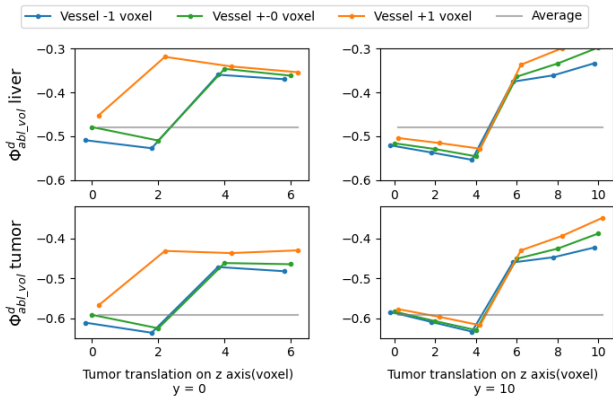 Vessel -1 voxel Vessel +-0 voxel Vessel +1 voxel Average
−0.3 −0.3
−0.4 −0.4
−0.5 −0.5
−0.6 −0.6
Φ^d_abl_vol liver
0 2 4 6 0 2 4 6 8 10
−0.4 −0.4
−0.5 −0.5
−0.6 −0.6
Φ^d_abl_vol tumor
0 2 4 6 0 2 4 6 8 10
Tumor translation on z axis(voxel) Tumor translation on z axis(voxel)
y = 0 y = 10